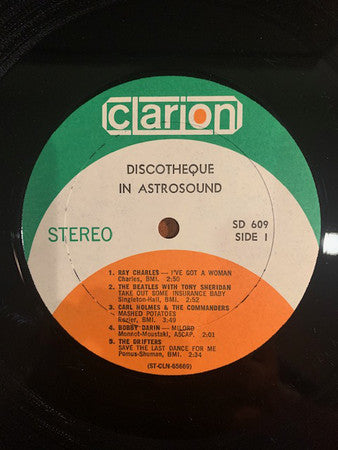 clarion
DISCOTHEQUE
IN ASTROSOUND
STEREO
SD 609
SIDE 1
1. RAY CHARLES — I'VE GOT A WOMAN
Charles, BMI. 2:50
2. THE BEATLES WITH TONY SHERIDAN
TAKE OUT SOME INSURANCE BABY
Singleton-Hall, BMI. 2:52
3. CARL HOLMES & THE COMMANDERS
MASHED POTATOES
Rozier, BMI. 3:49
4. BOBBY DARIN — MILORD
Monnot-Moustaki, ASCAP. 2:01
5. THE DRIFTERS
SAVE THE LAST DANCE FOR ME
Pomus-Shuman, BMI. 2:34
(ST-CLN-65669)